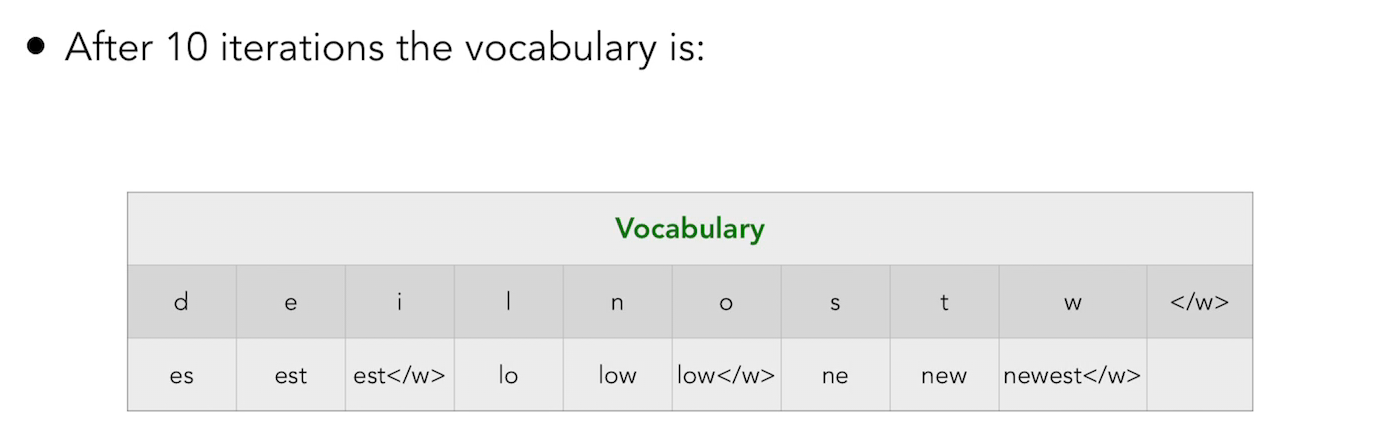 • After 10 iterations the vocabulary is:
Vocabulary
d e i l n o s t w </w>
es est est</w> lo low low</w> ne new newest</w>